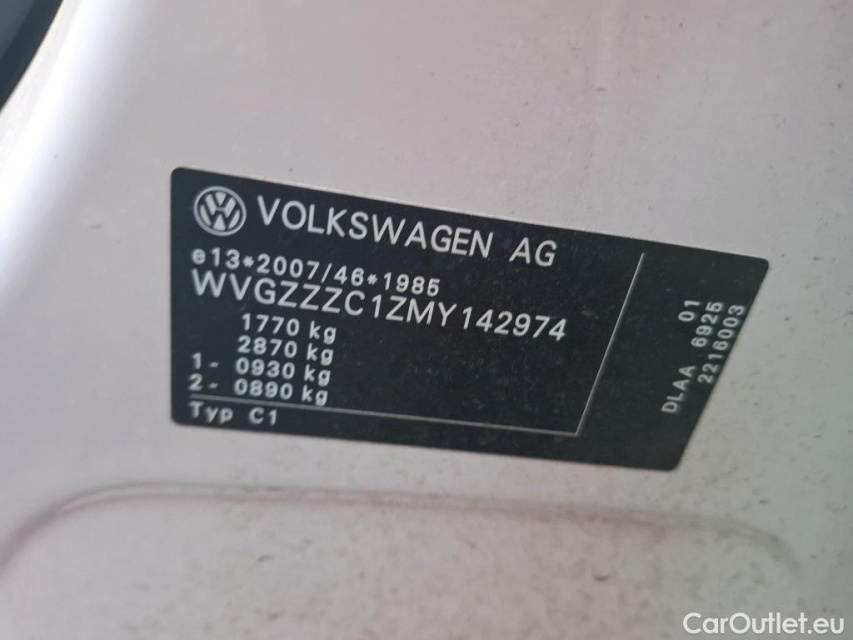 VOLKSWAGEN AG
e13*2007/46*1985
WVGZZZC1ZMY142974
1770 kg
2870 kg
1- 0930 kg
2- 0890 kg
Typ C1
01
DLAA 6925
2216003
CarOutlet.eu